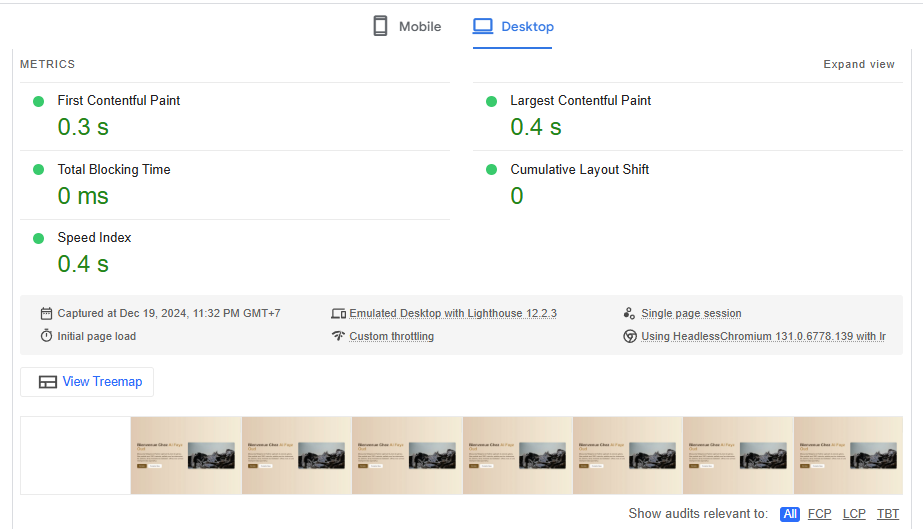 Mobile
Desktop
METRICS
Expand view
First Contentful Paint
0.3 s
Largest Contentful Paint
0.4 s
Total Blocking Time
0 ms
Cumulative Layout Shift
0
Speed Index
0.4 s
Captured at Dec 19, 2024, 11:32 PM GMT+7
Emulated Desktop with Lighthouse 12.2.3
Single page session
Initial page load
Custom throttling
Using HeadlessChromium 131.0.6778.139 with lr
View Treemap
Show audits relevant to: All FCP LCP TBT